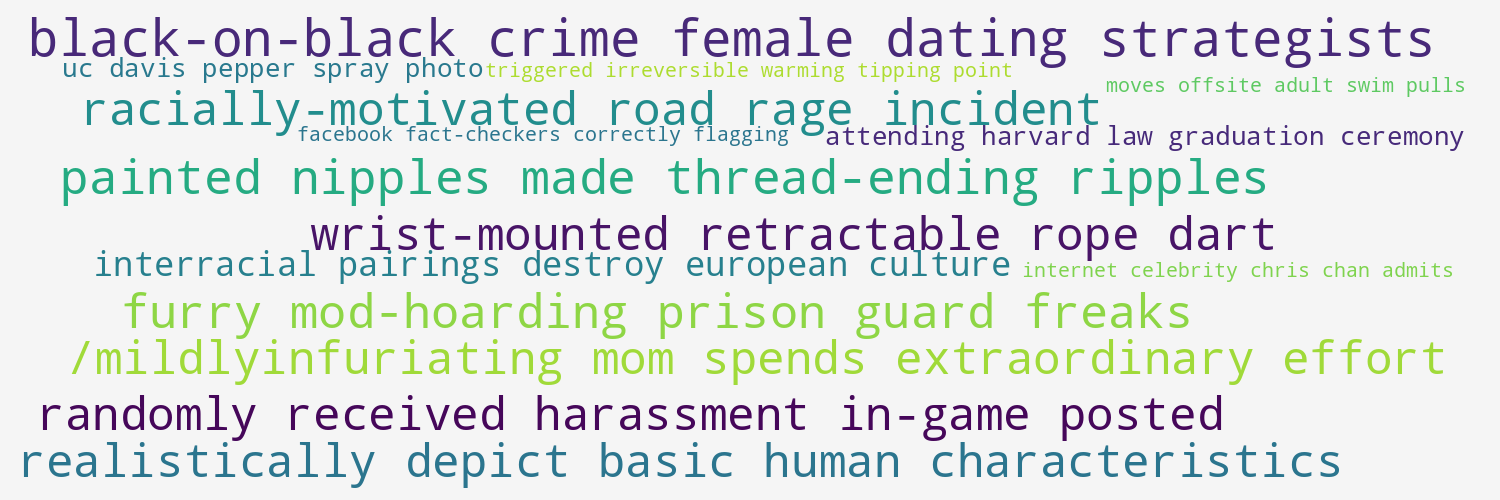 black-on-black crime female dating strategists
uc davis pepper spray photo
triggered irreversible warming tipping point
moves offsite adult swim pulls
racially-motivated road rage incident
facebook fact-checkers correctly flagging
attending harvard law graduation ceremony
painted nipples made thread-ending ripples
wrist-mounted retractable rope dart
interracial pairings destroy european culture
internet celebrity chris chan admits
furry mod-hoarding prison guard freaks
/mildlyinfuriating mom spends extraordinary effort
randomly received harassment in-game posted
realistically depict basic human characteristics